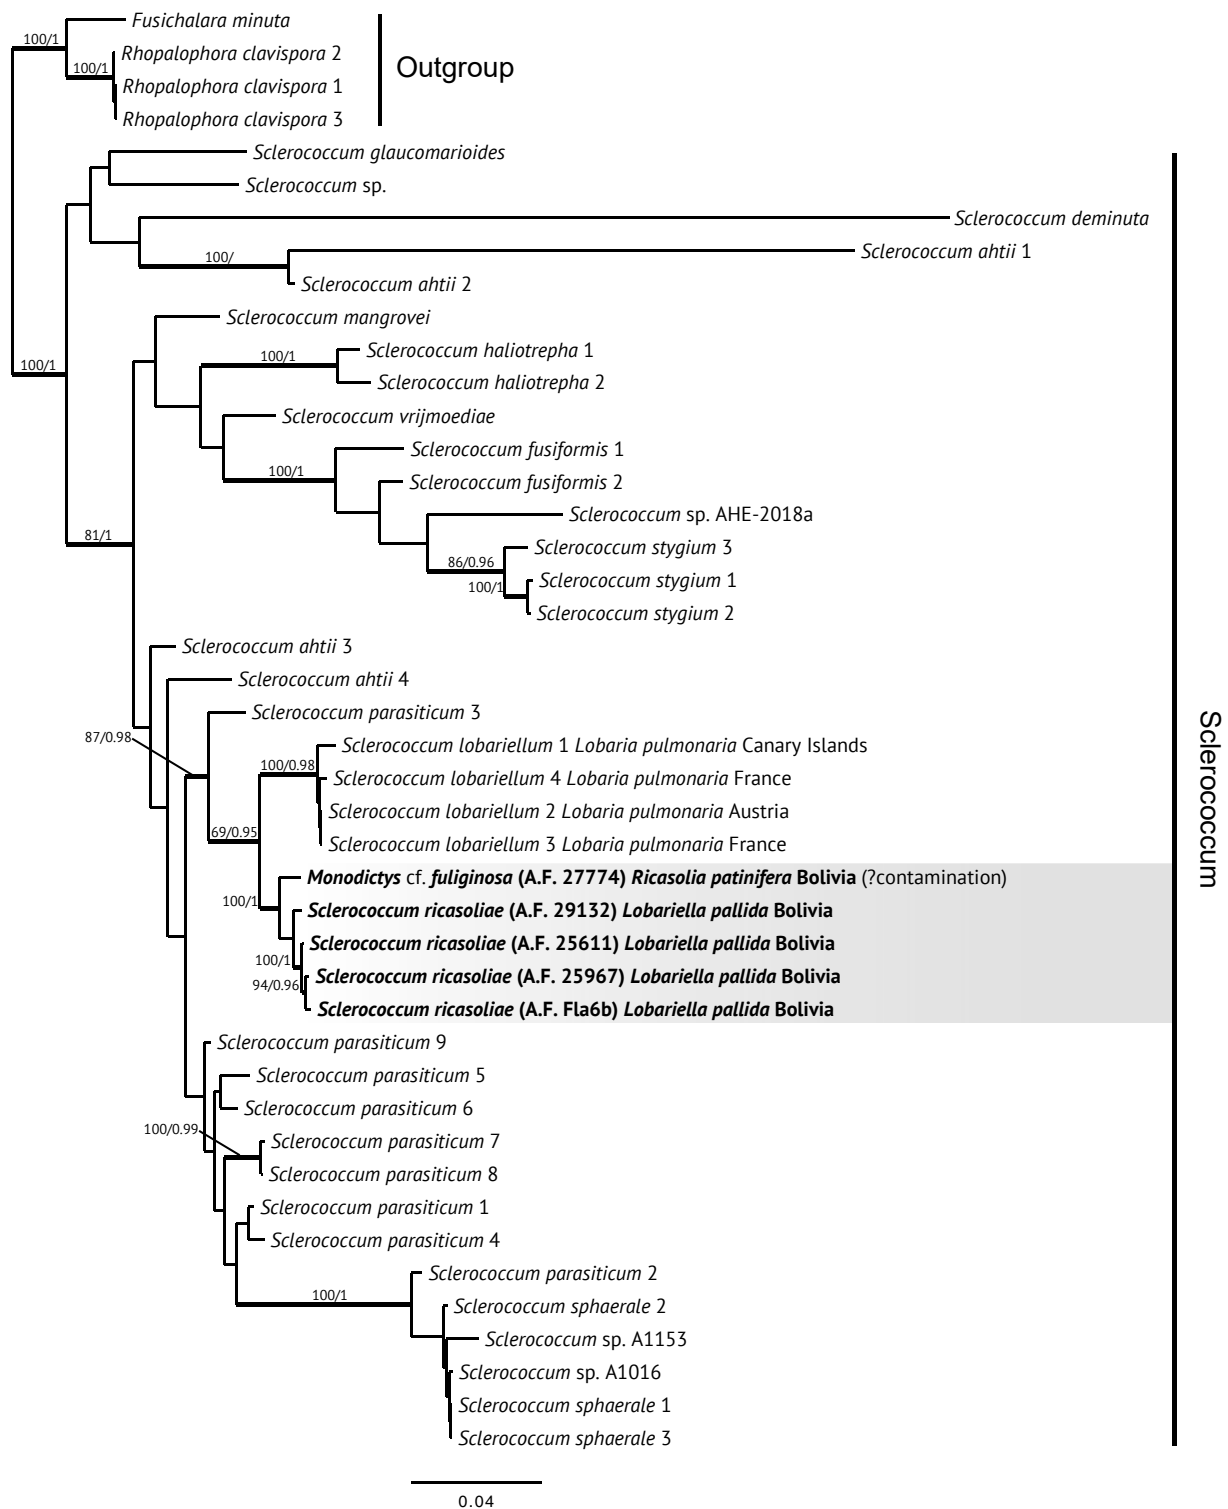 Fusichalara minuta
100/1
Rhopalophora clavispora 2
100/1
Rhopalophora clavispora 1
Outgroup
Rhopalophora clavispora 3
Sclerococcum glaucomarioides
Sclerococcum sp.
Sclerococcum deminuta
Sclerococcum ahtii 1
100/
Sclerococcum ahtii 2
Sclerococcum mangrovei
Sclerococcum haliotrepha 1
100/1
100/1
Sclerococcum haliotrepha 2
Sclerococcum vrijmoediae
Sclerococcum fusiformis 1
100/1
Sclerococcum fusiformis 2
Sclerococcum sp. AHE-2018a
81/1
Sclerococcum stygium 3
86/0.96
Sclerococcum stygium 1
100/1
Sclerococcum stygium 2
Sclerococcum ahtii 3
Sclerococcum ahtii 4
Sclerococcum parasiticum 3
87/0.98
Sclerococcum lobariellum 1 Lobaria pulmonaria Canary Islands
100/0.98
Sclerococcum lobariellum 4 Lobaria pulmonaria France
Sclerococcum lobariellum 2 Lobaria pulmonaria Austria
69/0.95
Sclerococcum lobariellum 3 Lobaria pulmonaria France
Sclerococcum
Monodictys cf. fuliginosa (A.F. 27774) Ricasolia patinifera Bolivia (?contamination)
100/1
Sclerococcum ricasoliae (A.F. 29132) Lobariella pallida Bolivia
Sclerococcum ricasoliae (A.F. 25611) Lobariella pallida Bolivia
100/1
Sclerococcum ricasoliae (A.F. 25967) Lobariella pallida Bolivia
94/0.96
Sclerococcum ricasoliae (A.F. Fla6b) Lobariella pallida Bolivia
Sclerococcum parasiticum 9
Sclerococcum parasiticum 5
Sclerococcum parasiticum 6
100/0.99
Sclerococcum parasiticum 7
Sclerococcum parasiticum 8
Sclerococcum parasiticum 1
Sclerococcum parasiticum 4
Sclerococcum parasiticum 2
100/1
Sclerococcum sphaerale 2
Sclerococcum sp. A1153
Sclerococcum sp. A1016
Sclerococcum sphaerale 1
Sclerococcum sphaerale 3
0.04